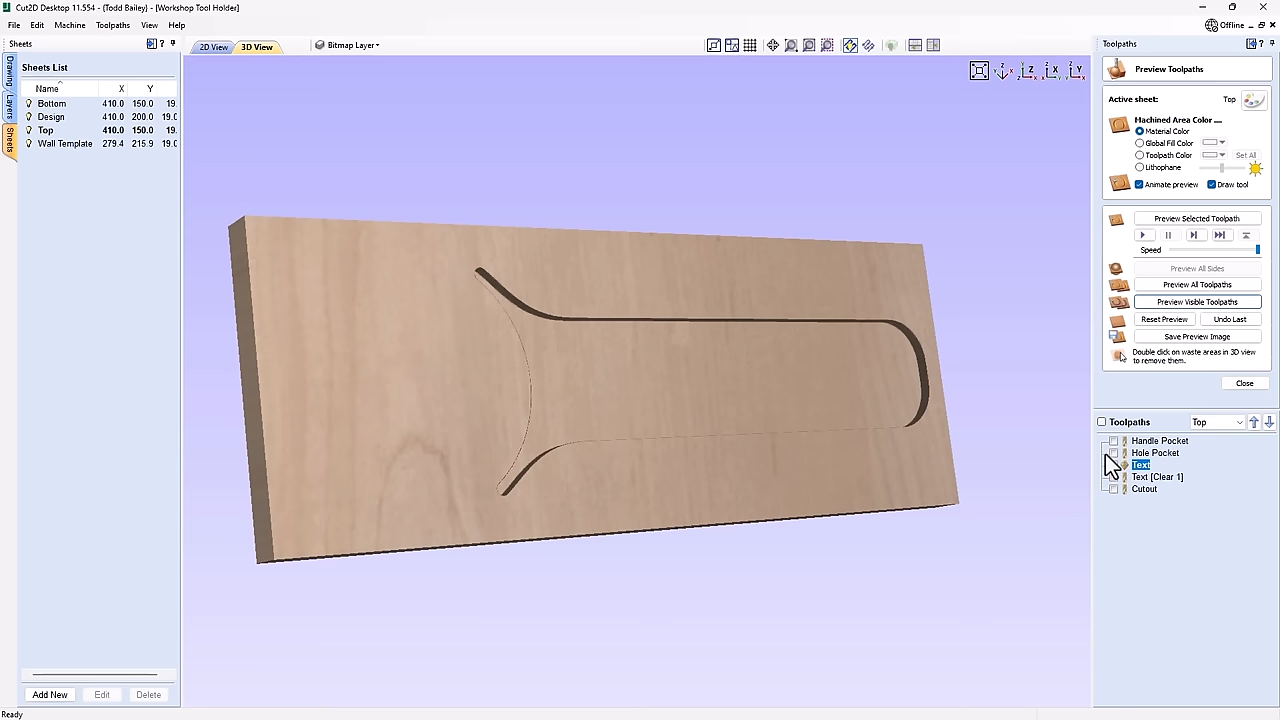 Cut2D Desktop 11.554 - (Todd Bailey) - [Workshop Tool Holder]
File Edit Machine Toolpaths View Help
Offline
Sheets
2D View 3D View Bitmap Layer
Toolpaths
Drawing
Layers
Sheets
Sheets List
Name X Y
Bottom 410.0 150.0 19.
Design 410.0 200.0 19.0
Top 410.0 150.0 19.
Wall Template 279.4 215.9 19.0
Add New Edit Delete
Ready
Z X Z X Y
Preview Toolpaths
Active sheet: Top
Machined Area Color ....
Material Color
Global Fill Color
Toolpath Color Set All
Lithophane
Animate preview Draw tool
Preview Selected Toolpath
Speed
Preview All Sides
Preview All Toolpaths
Preview Visible Toolpaths
Reset Preview Undo Last
Save Preview Image
Double click on waste areas in 3D view
to remove them.
Close
Toolpaths Top
Handle Pocket
Hole Pocket
Text
Text [Clear 1]
Cutout